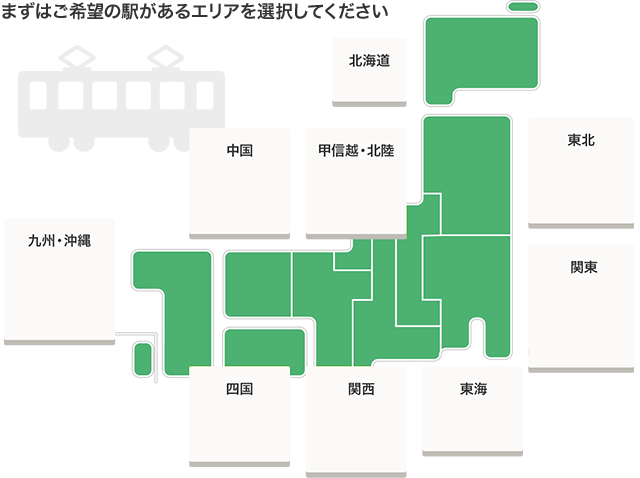 まずはご希望の駅があるエリアを選択してください
北海道
中国
甲信越・北陸
東北
九州・沖縄
関東
四国
関西
東海